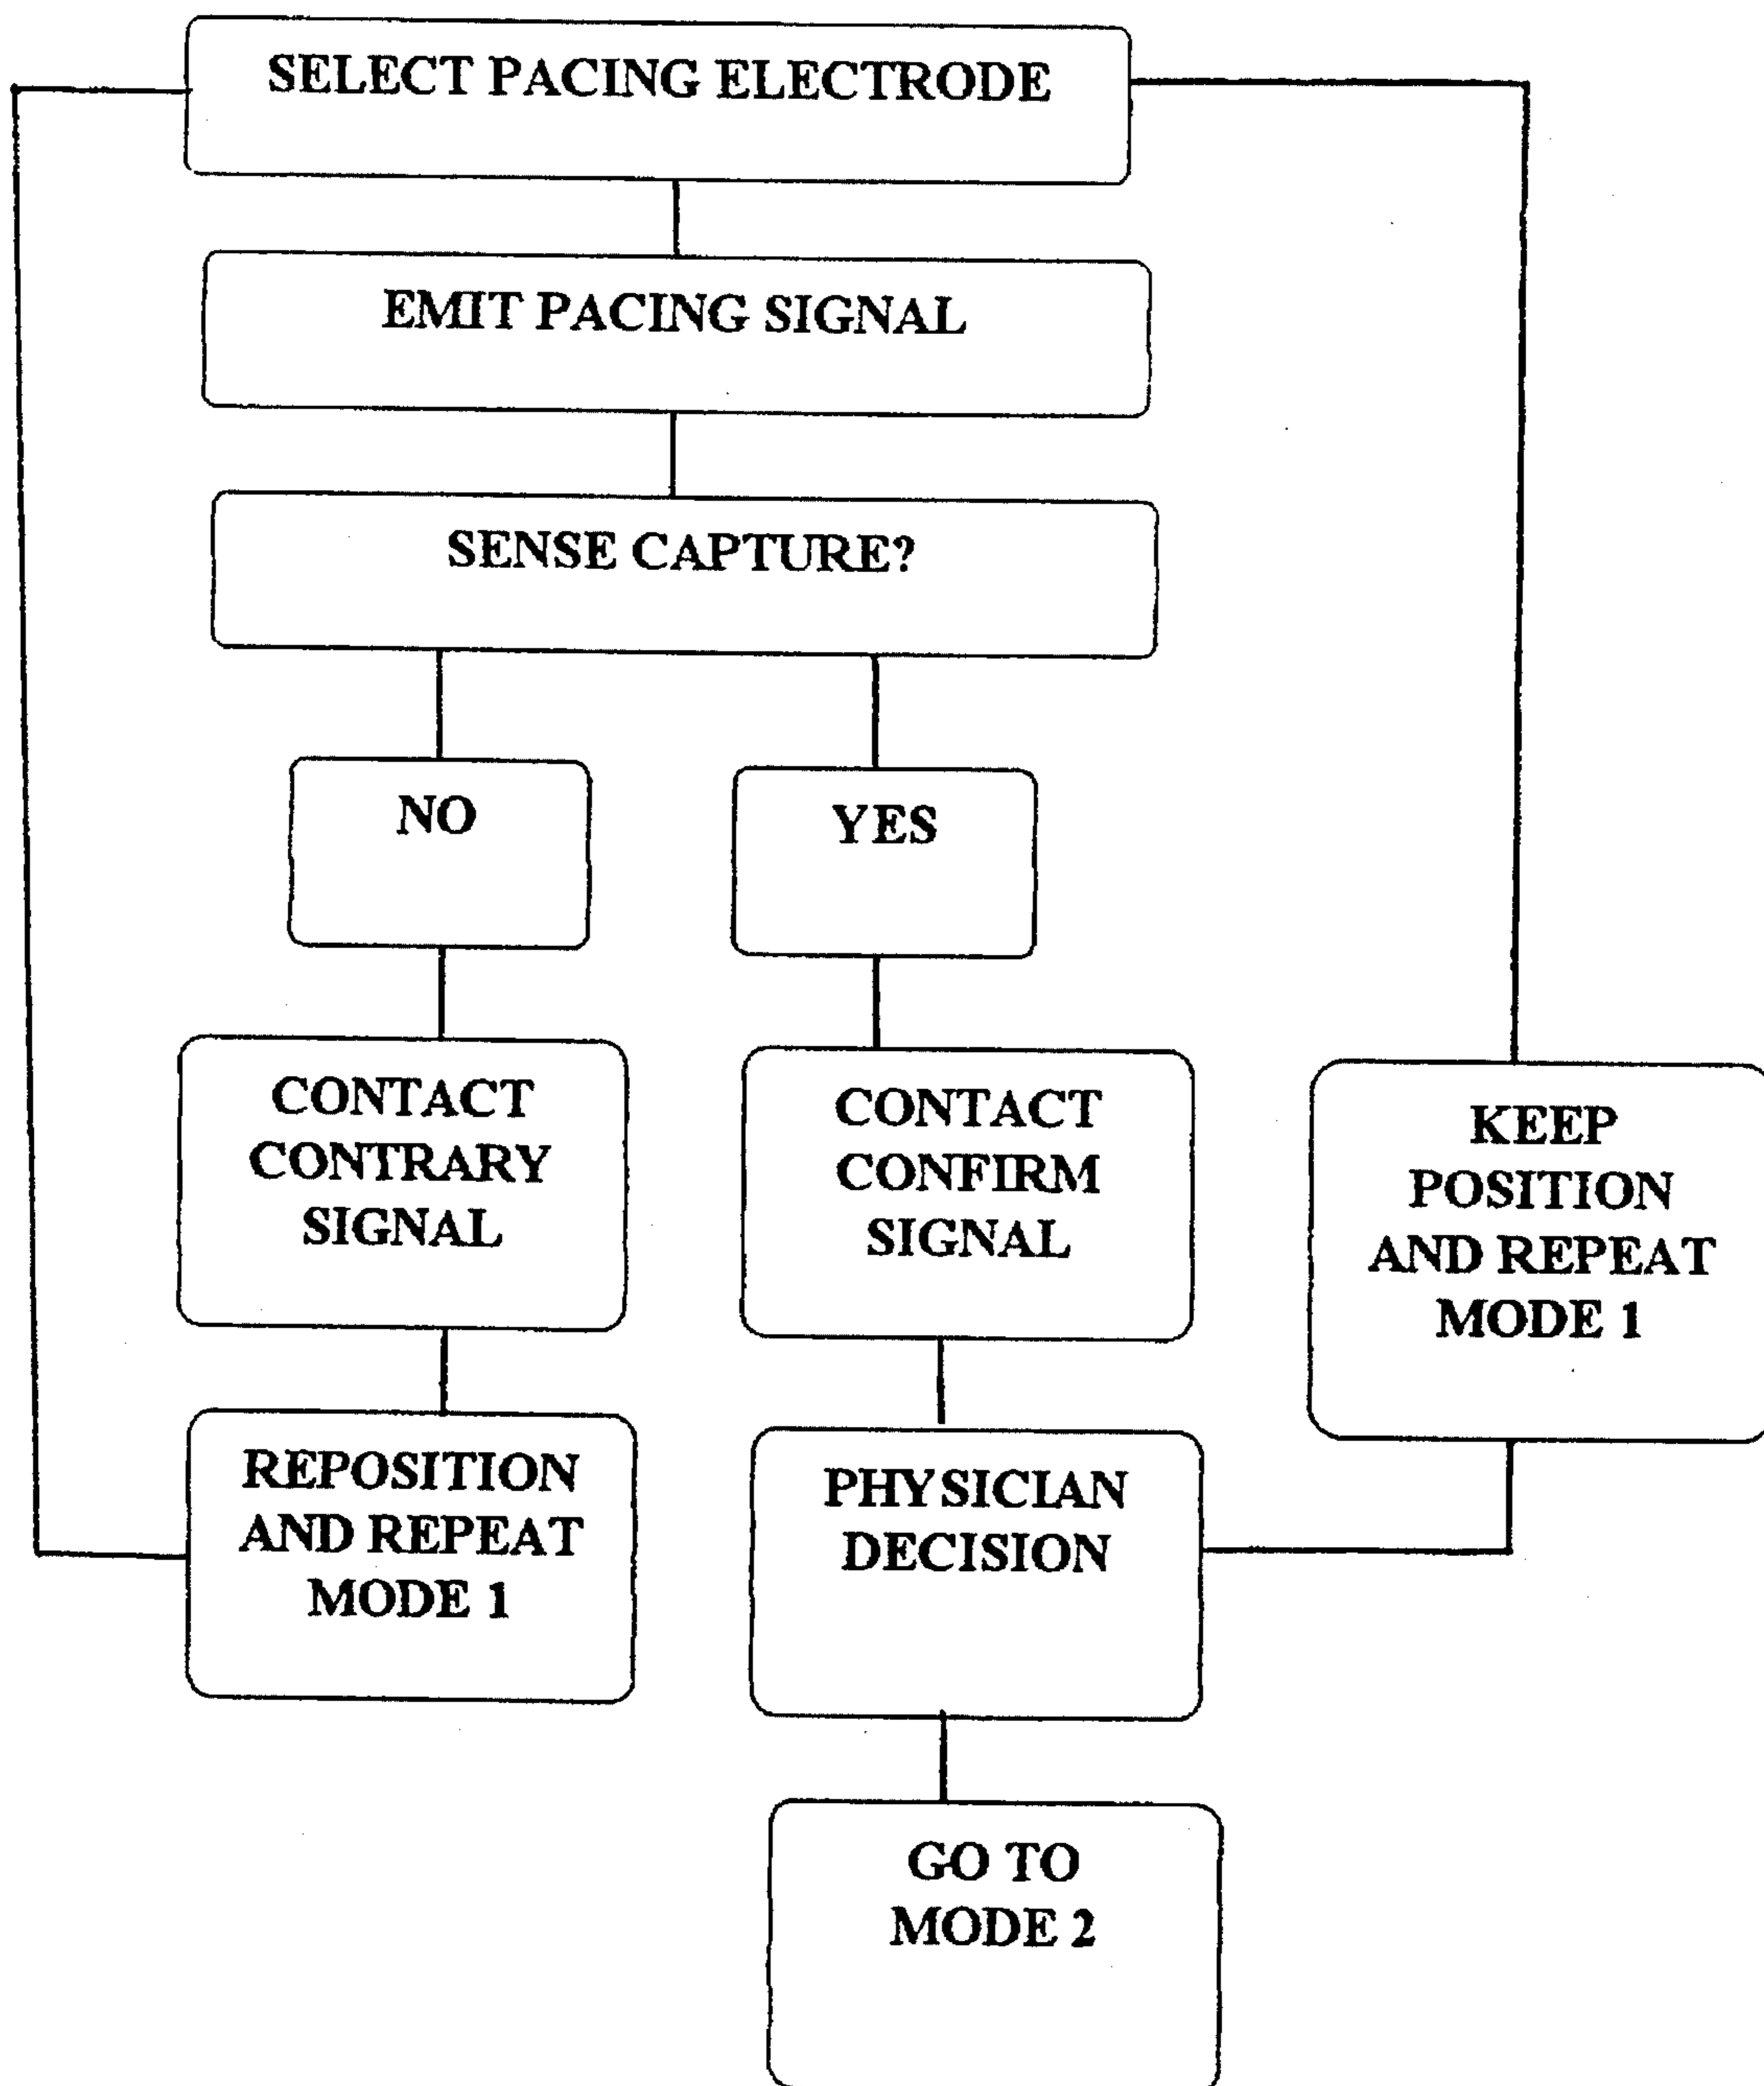 SELECT PACING ELECTRODE
EMIT PACING SIGNAL
SENSE CAPTURE?
NO
YES
CONTACT
CONTRARY
SIGNAL
CONTACT
CONFIRM
SIGNAL
KEEP
POSITION
AND REPEAT
MODE 1
REPOSITION
AND REPEAT
MODE 1
PHYSICIAN
DECISION
GO TO
MODE 2